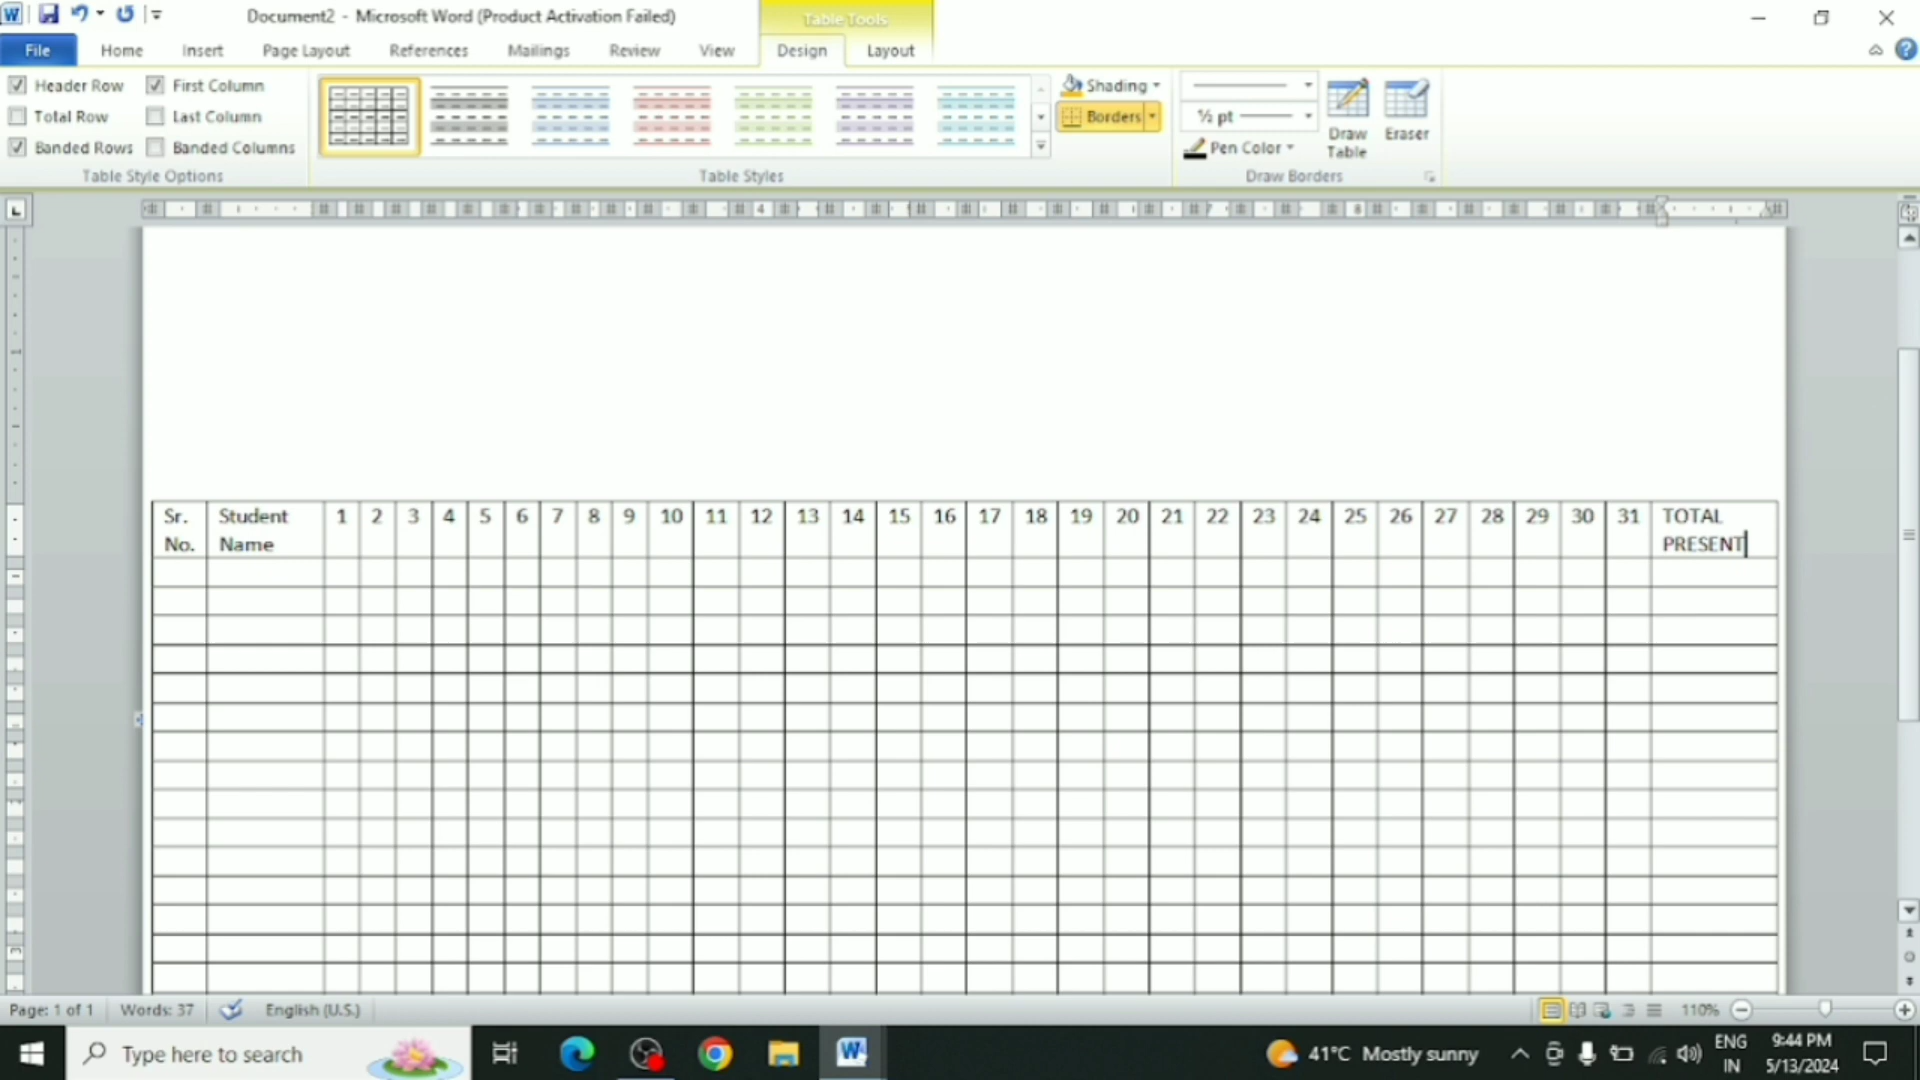 Document2 - Microsoft Word (Product Activation Failed)
Table Tools
File Home Insert Page Layout References Mailings Review View Design Layout
Header Row First Column
Total Row Last Column
Banded Rows Banded Columns
Table Style Options
Table Styles
Shading
Borders
½ pt
Pen Color
Draw Table
Eraser
Draw Borders
Sr. Student 1 2 3 4 5 6 7 8 9 10 11 12 13 14 15 16 17 18 19 20 21 22 23 24 25 26 27 28 29 30 31 TOTAL
No. Name PRESENT
Page: 1 of 1 Words: 37 English (U.S.) 110%
Type here to search
41°C Mostly sunny
ENG
IN
9:44 PM
5/13/2024